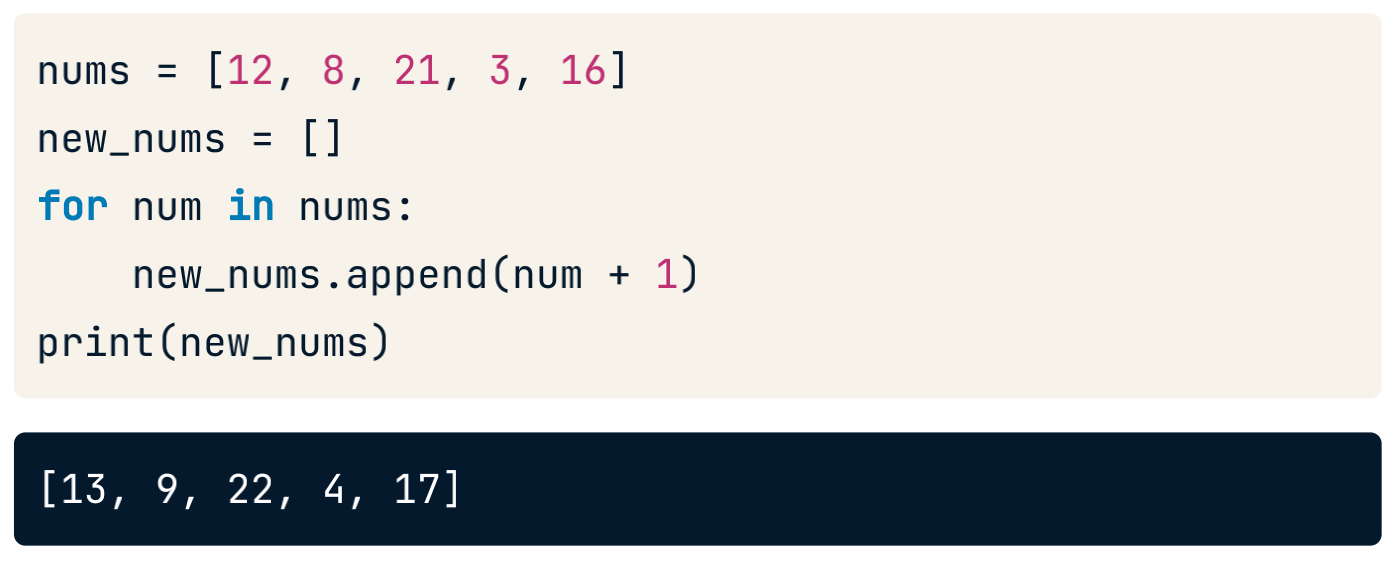 nums = [12, 8, 21, 3, 16]
new_nums = []
for num in nums:
    new_nums.append(num + 1)
print(new_nums)
[13, 9, 22, 4, 17]